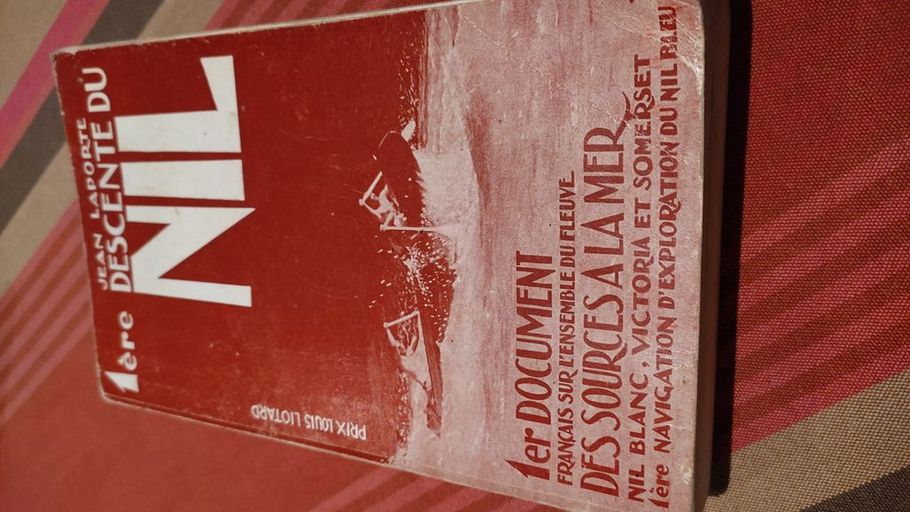 JEAN LAPORTE
1ère DESCENTE DU
NIL
PRIX LOUIS LIOTARD
1er DOCUMENT
FRANÇAIS SUR L'ENSEMBLE DU FLEUVE
DES SOURCES A LA MER
NIL BLANC, VICTORIA ET SOMERSET
1ère NAVIGATION D'EXPLORATION DU NIL BLEU